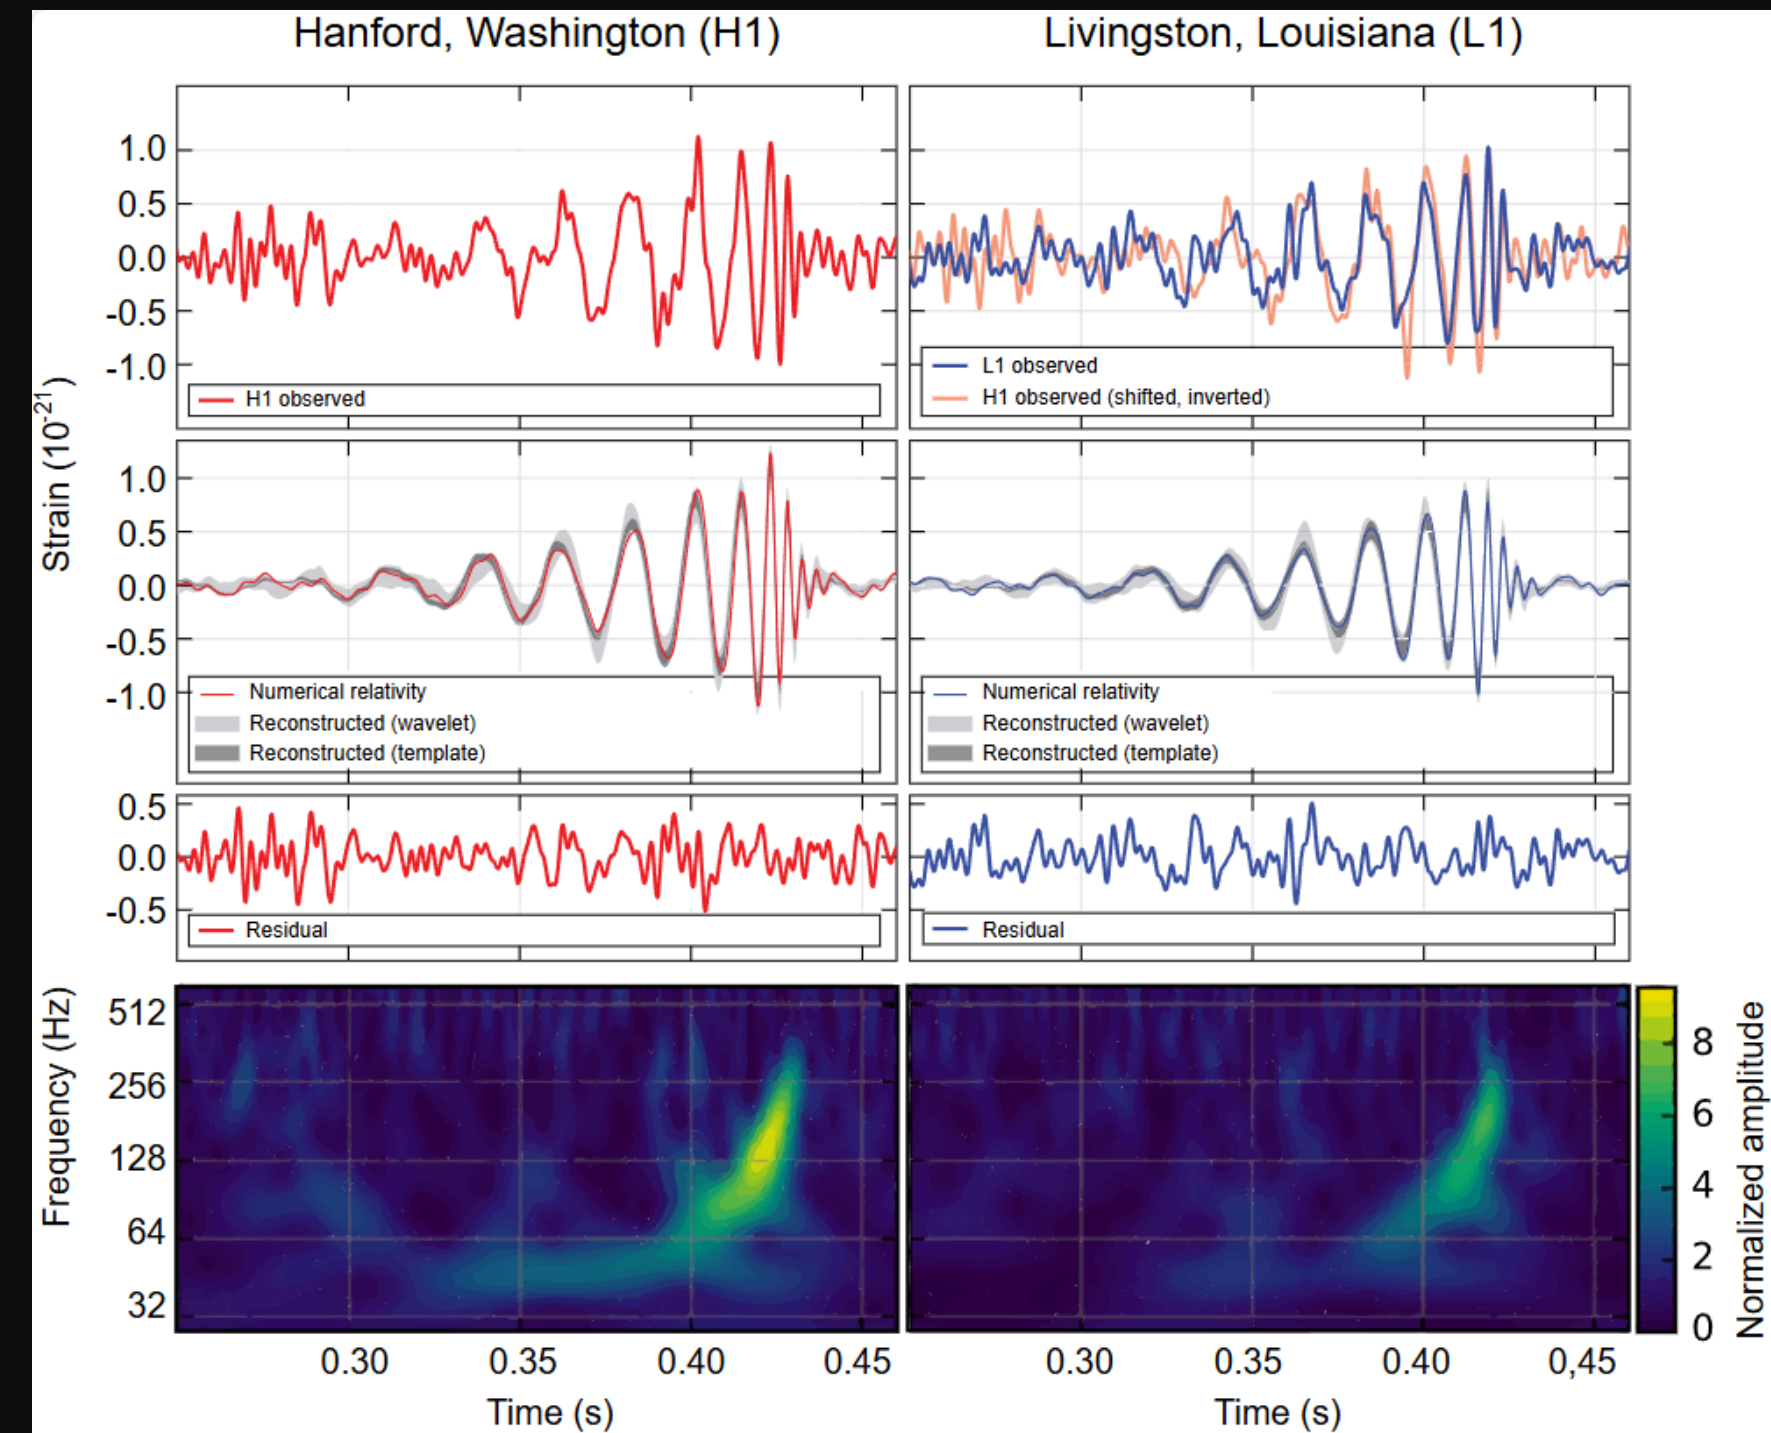 Hanford, Washington (H1)
Livingston, Louisiana (L1)
1.0
0.5
0.0
-0.5
-1.0
H1 observed
L1 observed
H1 observed (shifted, inverted)
Strain (10⁻²¹)
1.0
0.5
0.0
-0.5
-1.0
Numerical relativity
Reconstructed (wavelet)
Reconstructed (template)
Numerical relativity
Reconstructed (wavelet)
Reconstructed (template)
0.5
0.0
-0.5
Residual
Residual
Frequency (Hz)
512
256
128
64
32
8
6
4
2
0
Normalized amplitude
0.30 0.35 0.40 0.45
0.30 0.35 0.40 0,45
Time (s)
Time (s)